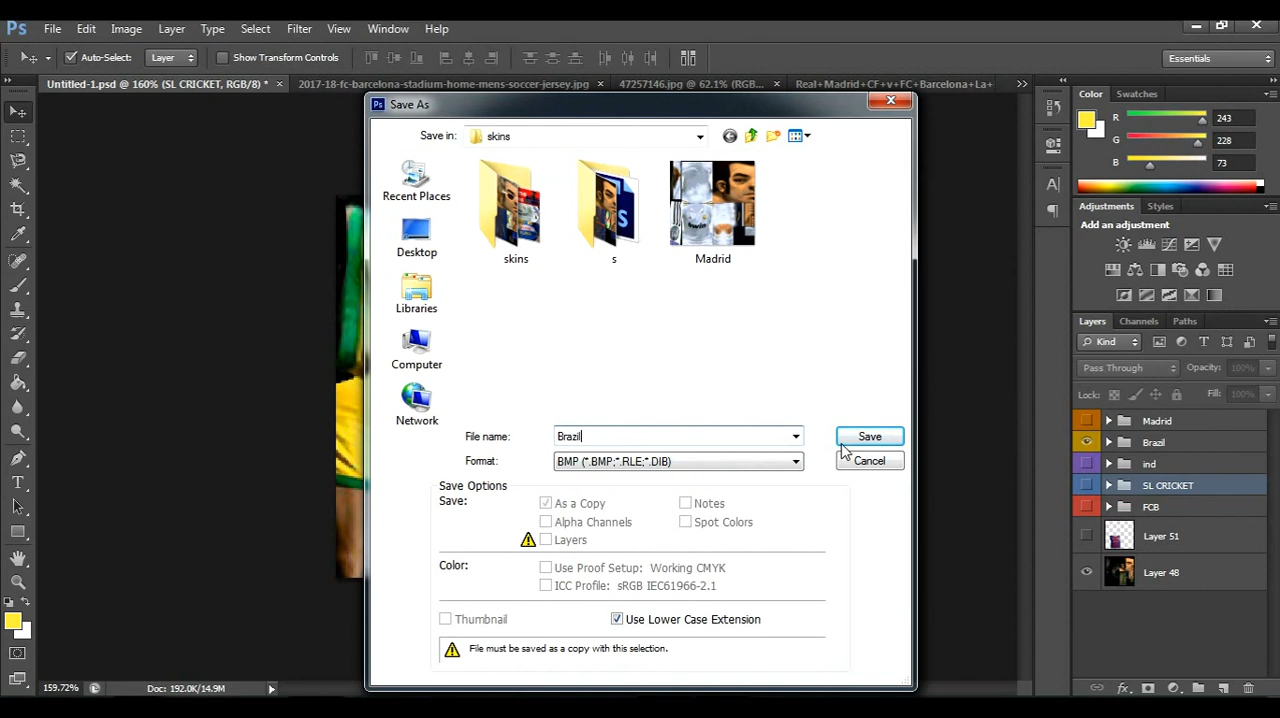 Ps File Edit Image Layer Type Select Filter View Window Help
Auto-Select: Layer Show Transform Controls Essentials
Untitled-1.psd @ 160% (SL CRICKET, RGB/8) * × 2017-18-fc-barcelona-stadium-home-mens-soccer-jersey.jpg × 47257146.jpg @ 62.1% (RGB... × Real+Madrid+CF+v+FC+Barcelona+La+
Save As
Save in: skins
Recent Places
Desktop
Libraries
Computer
Network
skins s Madrid
File name: Brazil Save
Format: BMP (*.BMP;*.RLE;*.DIB) Cancel
Save Options
Save: As a Copy Notes
Alpha Channels Spot Colors
Layers
Color: Use Proof Setup: Working CMYK
ICC Profile: sRGB IEC61966-2.1
Thumbnail Use Lower Case Extension
File must be saved as a copy with this selection.
Color Swatches
R 243
G 228
B 73
Adjustments Styles
Add an adjustment
Layers Channels Paths
Kind
Pass Through Opacity: 100%
Lock: Fill: 100%
Madrid
Brazil
ind
SL CRICKET
FCB
Layer 51
Layer 48
159.72% Doc: 192.0K/14.9M